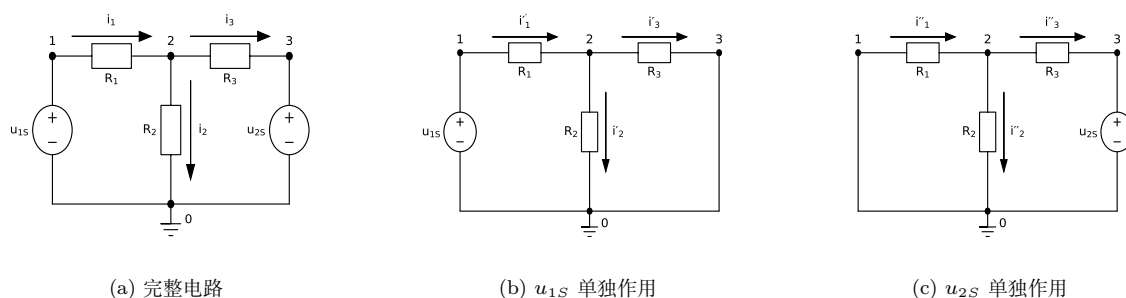 i₁ i₃
1 2 3
R₁ R₃
u₁S + − R₂ i₂ u₂S + −
0
(a) 完整电路
i′₁ i′₃
1 2 3
R₁ R₃
u₁S + − R₂ i′₂
0
(b) u₁S 单独作用
i′′₁ i′′₃
1 2 3
R₁ R₃
R₂ i′′₂ u₂S + −
0
(c) u₂S 单独作用